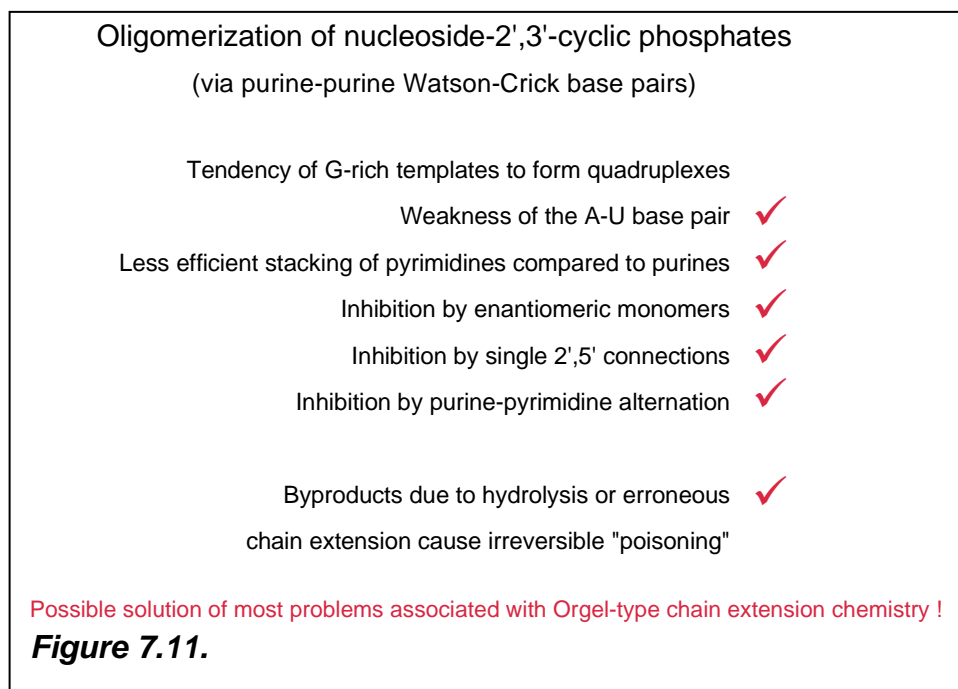 Oligomerization of nucleoside-2',3'-cyclic phosphates
(via purine-purine Watson-Crick base pairs)
Tendency of G-rich templates to form quadruplexes
Weakness of the A-U base pair ✓
Less efficient stacking of pyrimidines compared to purines ✓
Inhibition by enantiomeric monomers ✓
Inhibition by single 2',5' connections ✓
Inhibition by purine-pyrimidine alternation ✓
Byproducts due to hydrolysis or erroneous ✓
chain extension cause irreversible "poisoning"
Possible solution of most problems associated with Orgel-type chain extension chemistry !
Figure 7.11.